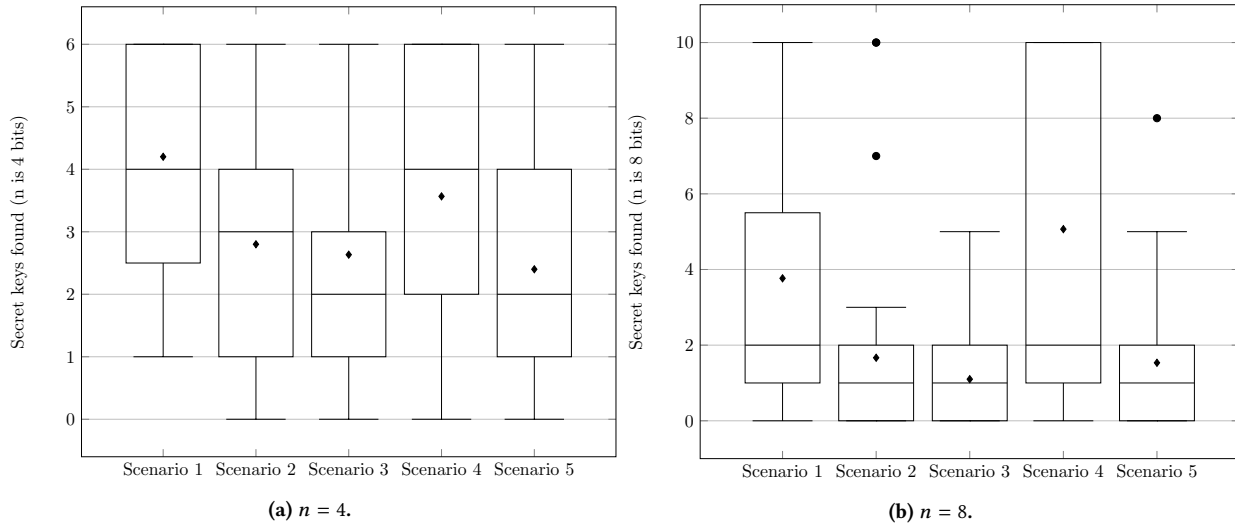 Secret keys found (n is 4 bits)
6
5
4
3
2
1
0
Scenario 1 Scenario 2 Scenario 3 Scenario 4 Scenario 5
(a) n = 4.
Secret keys found (n is 8 bits)
10
8
6
4
2
0
Scenario 1 Scenario 2 Scenario 3 Scenario 4 Scenario 5
(b) n = 8.